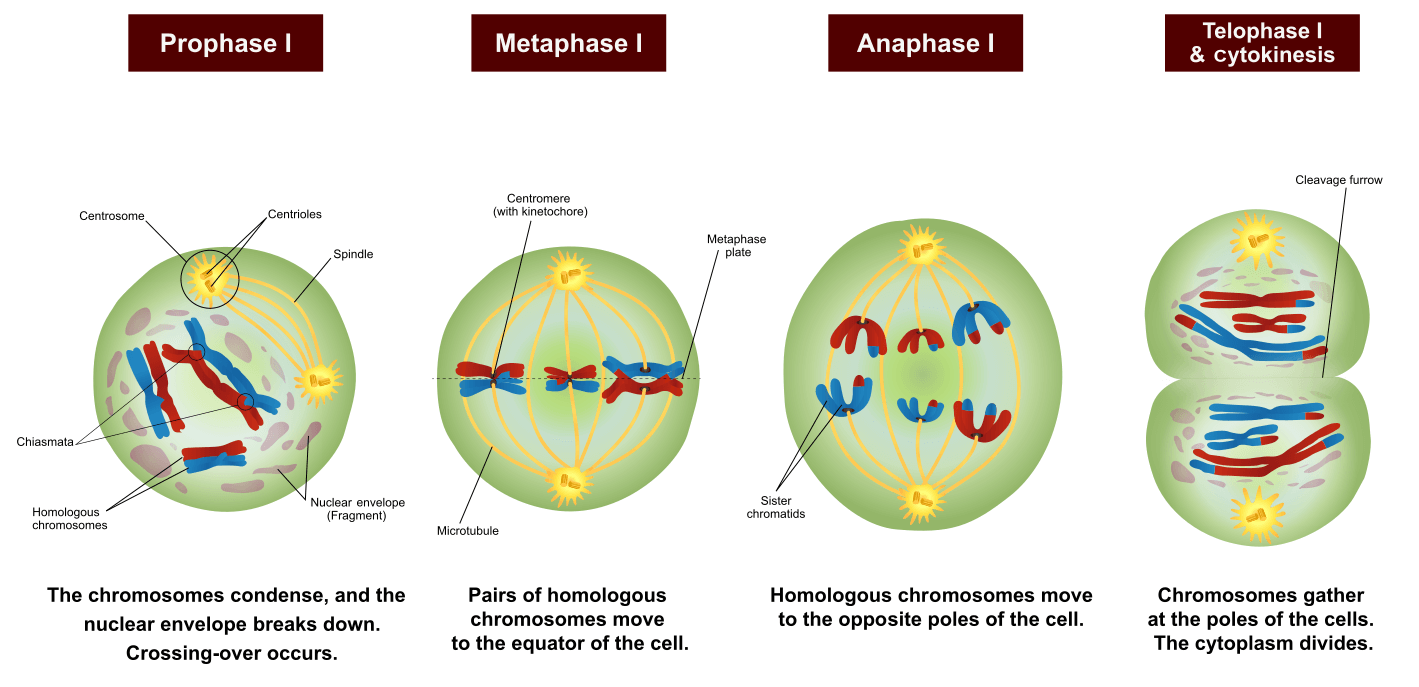 Prophase I
Metaphase I
Anaphase I
Telophase I
& Cytokinesis
Centrosome
Centrioles
Spindle
Chiasmata
Homologous
chromosomes
Nuclear envelope
(Fragment)
Centromere
(with kinetochore)
Metaphase
plate
Microtubule
Sister
chromatids
Cleavage furrow
The chromosomes condense, and the
nuclear envelope breaks down.
Crossing-over occurs.
Pairs of homologous
chromosomes move
to the equator of the cell.
Homologous chromosomes move
to the opposite poles of the cell.
Chromosomes gather
at the poles of the cells.
The cytoplasm divides.